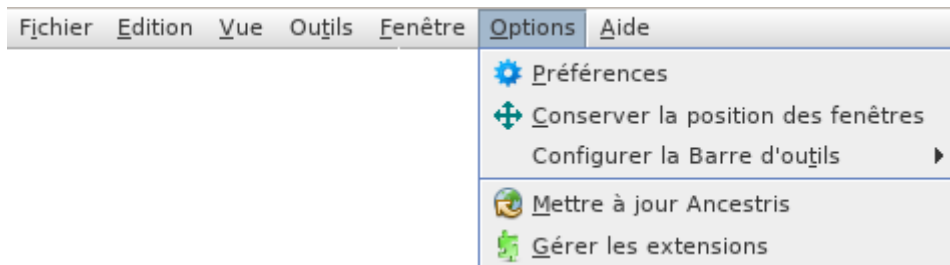 Fichier Edition Vue Outils Fenêtre Options Aide
Préférences
Conserver la position des fenêtres
Configurer la Barre d'outils
Mettre à jour Ancestris
Gérer les extensions